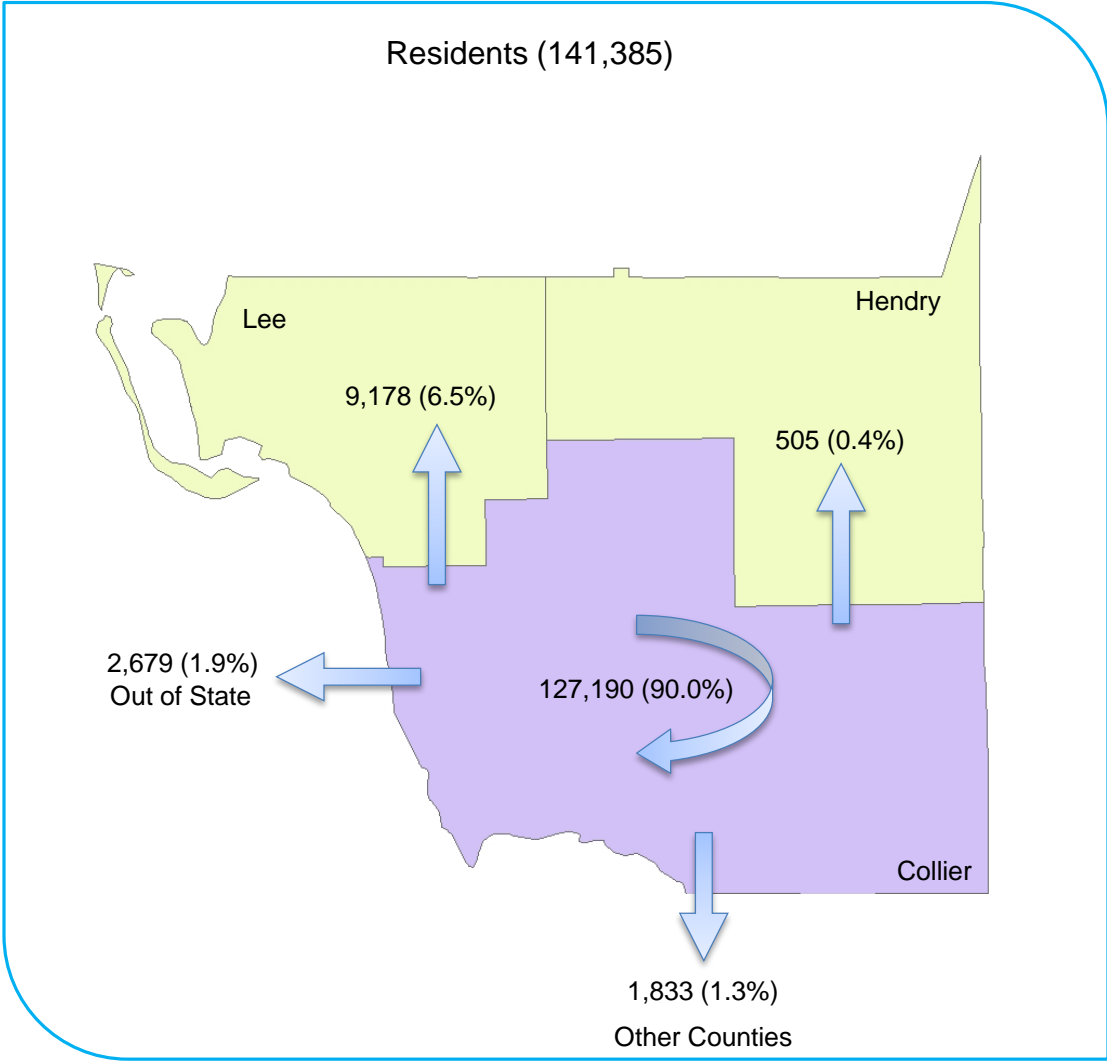 Residents (141,385)
Hendry
Lee
9,178 (6.5%)
505 (0.4%)
2,679 (1.9%)
Out of State
127,190 (90.0%)
Collier
1,833 (1.3%)
Other Counties